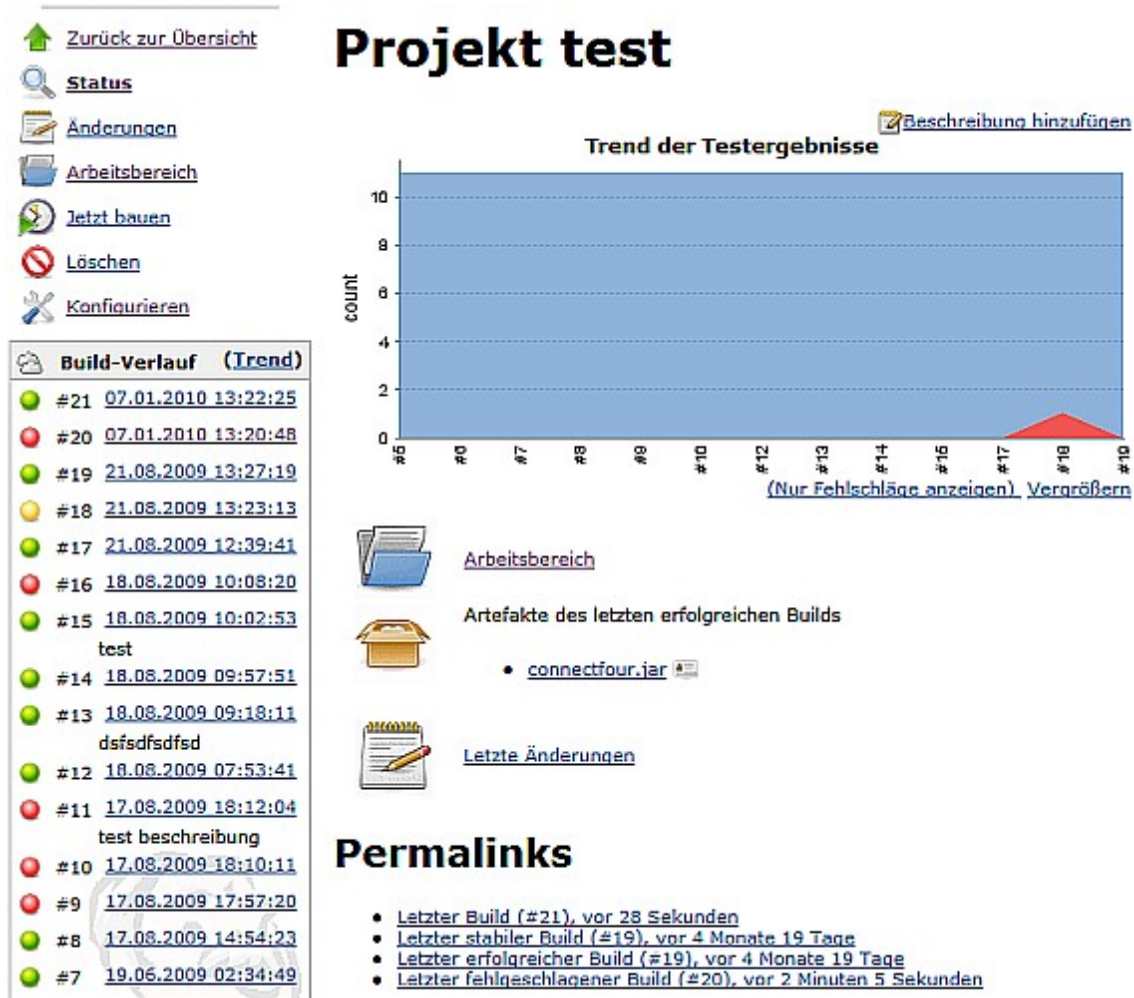 Zurück zur Übersicht
Status
Änderungen
Arbeitsbereich
Jetzt bauen
Löschen
Konfigurieren
Build-Verlauf (Trend)
#21 07.01.2010 13:22:25
#20 07.01.2010 13:20:48
#19 21.08.2009 13:27:19
#18 21.08.2009 13:23:13
#17 21.08.2009 12:39:41
#16 18.08.2009 10:08:20
#15 18.08.2009 10:02:53
test
#14 18.08.2009 09:57:51
#13 18.08.2009 09:18:11
dsfsdfsdfsd
#12 18.08.2009 07:53:41
#11 17.08.2009 18:12:04
test beschreibung
#10 17.08.2009 18:10:11
#9 17.08.2009 17:57:20
#8 17.08.2009 14:54:23
#7 19.06.2009 02:34:49
Projekt test
Beschreibung hinzufügen
Trend der Testergebnisse
count
10
8
6
4
2
0
#5 #6 #7 #8 #9 #10 #12 #13 #14 #15 #17 #18 #19
(Nur Fehlschläge anzeigen) Vergrößern
Arbeitsbereich
Artefakte des letzten erfolgreichen Builds
connectfour.jar
Letzte Änderungen
Permalinks
Letzter Build (#21), vor 28 Sekunden
Letzter stabiler Build (#19), vor 4 Monate 19 Tage
Letzter erfolgreicher Build (#19), vor 4 Monate 19 Tage
Letzter fehlgeschlagener Build (#20), vor 2 Minuten 5 Sekunden